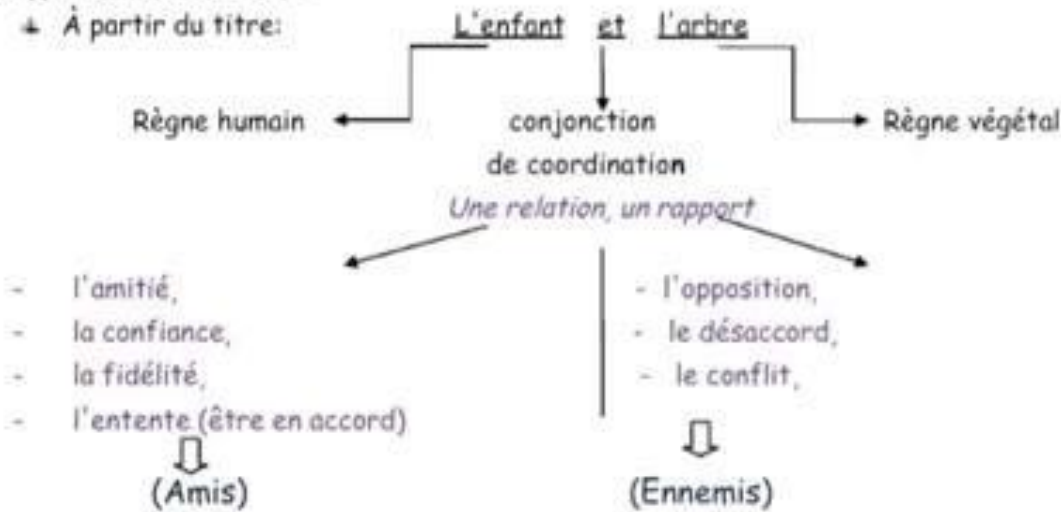 À partir du titre: L'enfant et l'arbre
Règne humain conjonction Règne végétal
de coordination
Une relation, un rapport
- l'amitié, - l'opposition,
- la confiance, - le désaccord,
- la fidélité, - le conflit,
- l'entente (être en accord)
(Amis) (Ennemis)